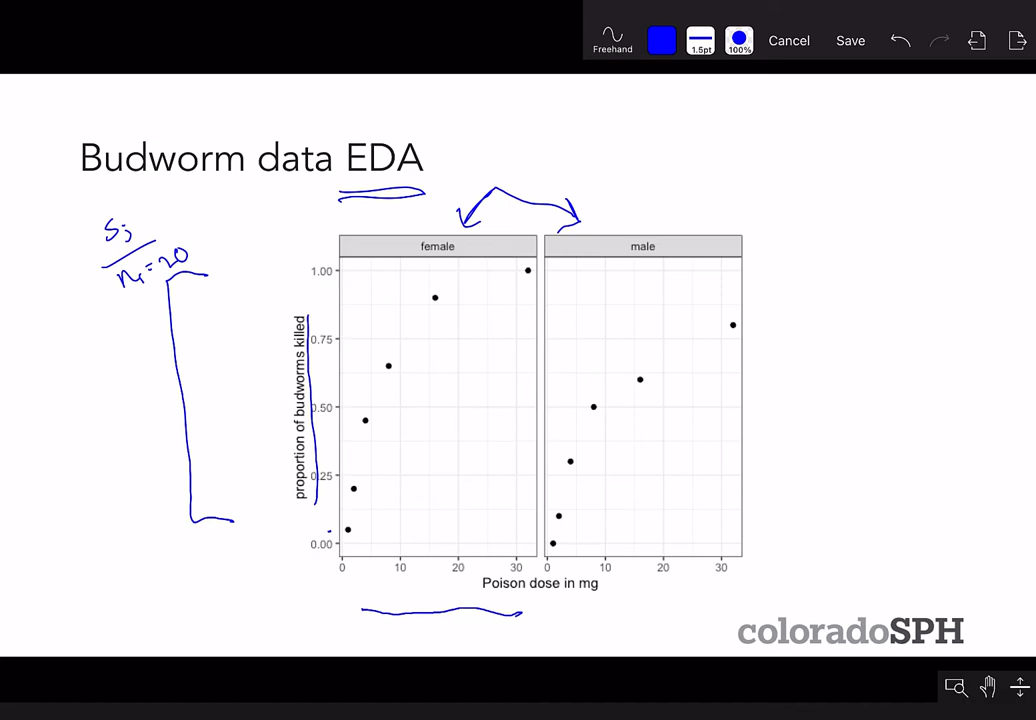 Freehand
1.5pt
100%
Cancel
Save
Budworm data EDA
female
male
1.00
0.75
0.50
0.25
0.00
proportion of budworms killed
0 10 20 30 0 10 20 30
Poison dose in mg
coloradoSPH
= 20